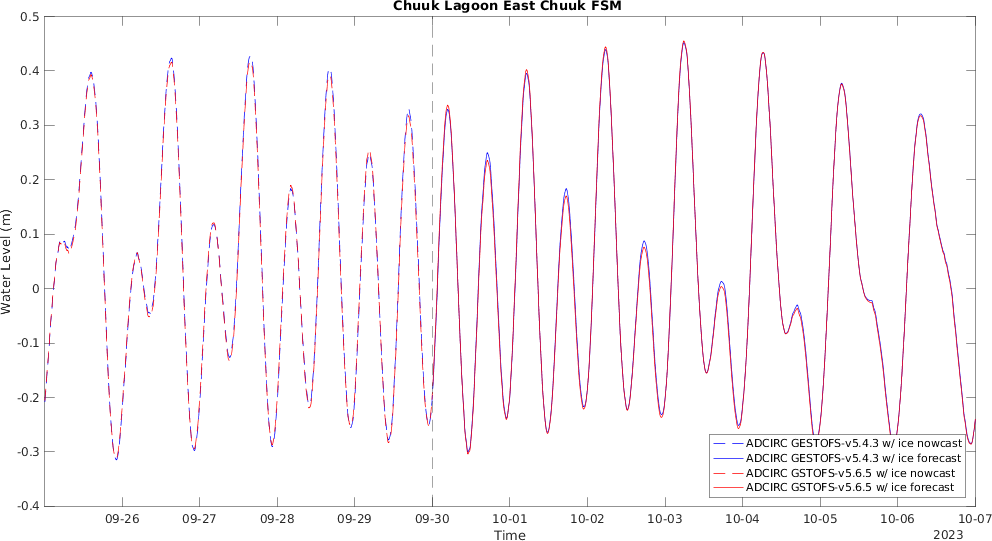 Chuuk Lagoon East Chuuk FSM
Water Level (m)
0.5
0.4
0.3
0.2
0.1
0
-0.1
-0.2
-0.3
-0.4
ADCIRC GESTOFS-v5.4.3 w/ ice nowcast
ADCIRC GESTOFS-v5.4.3 w/ ice forecast
ADCIRC GSTOFS-v5.6.5 w/ ice nowcast
ADCIRC GSTOFS-v5.6.5 w/ ice forecast
09-26 09-27 09-28 09-29 09-30 10-01 10-02 10-03 10-04 10-05 10-06 10-07
Time
2023